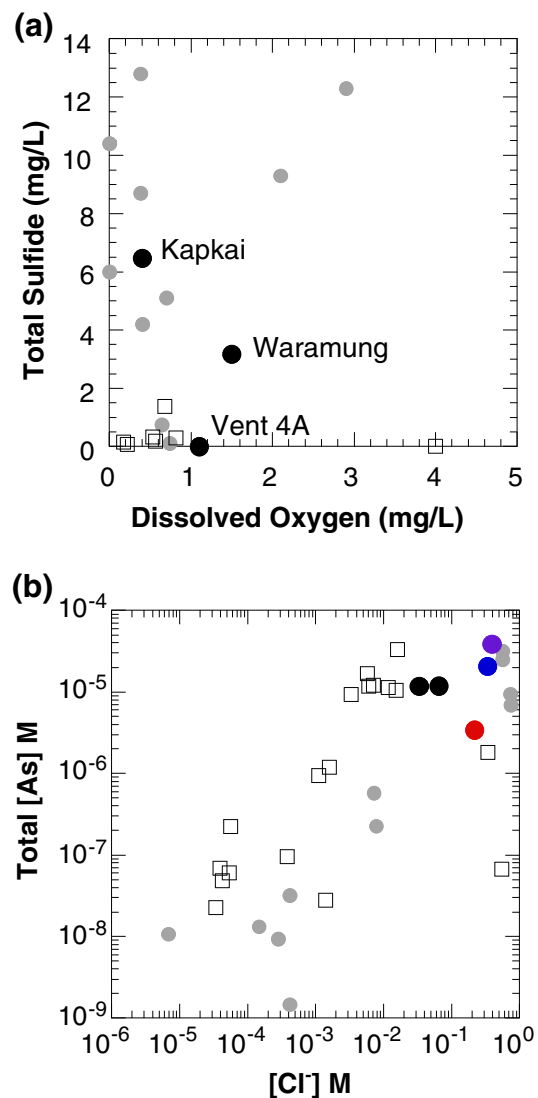 (a)
14
12
10
8
6
4
2
0
Total Sulfide (mg/L)
Kapkai
Waramung
Vent 4A
0 1 2 3 4 5
Dissolved Oxygen (mg/L)
(b)
10⁻⁴
10⁻⁵
10⁻⁶
10⁻⁷
10⁻⁸
10⁻⁹
Total [As] M
10⁻⁶ 10⁻⁵ 10⁻⁴ 10⁻³ 10⁻² 10⁻¹ 10⁰
[Cl⁻] M